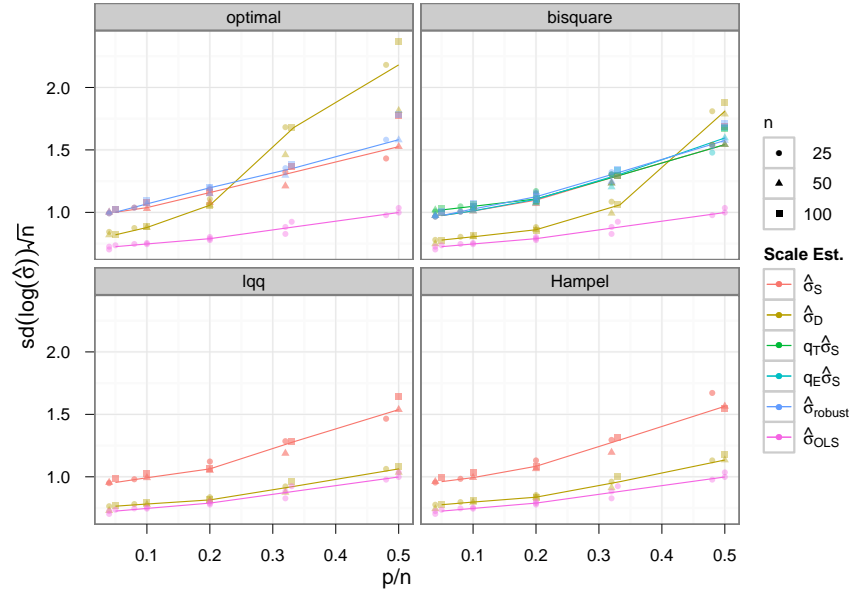 optimal
bisquare
lqq
Hampel
2.0
1.5
1.0
2.0
1.5
1.0
sd(log(σ̂))√n
0.1 0.2 0.3 0.4 0.5
0.1 0.2 0.3 0.4 0.5
p/n
n
25
50
100
Scale Est.
σ̂S
σ̂D
qTσ̂S
qEσ̂S
σ̂robust
σ̂OLS